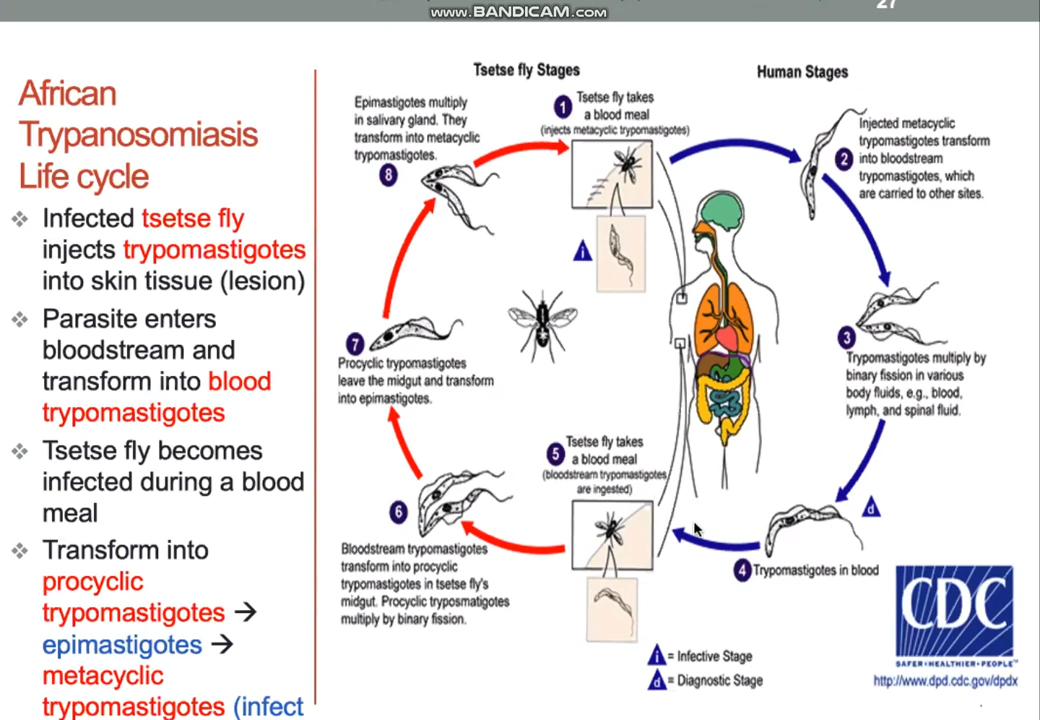 www.BANDICAM.com
27
African
Trypanosomiasis
Life cycle
❖ Infected tsetse fly
injects trypomastigotes
into skin tissue (lesion)
❖ Parasite enters
bloodstream and
transform into blood
trypomastigotes
❖ Tsetse fly becomes
infected during a blood
meal
❖ Transform into
procyclic
trypomastigotes →
epimastigotes →
metacyclic
trypomastigotes (infect
Tsetse fly Stages
Human Stages
1
Tsetse fly takes
a blood meal
(injects metacyclic trypomastigotes)
i
2
Injected metacyclic
trypomastigotes transform
into bloodstream
trypomastigotes, which
are carried to other sites.
3
Trypomastigotes multiply by
binary fission in various
body fluids, e.g., blood,
lymph, and spinal fluid.
d
4 Trypomastigotes in blood
5
Tsetse fly takes
a blood meal
(bloodstream trypomastigotes
are ingested)
6
Bloodstream trypomastigotes
transform into procyclic
trypomastigotes in tsetse fly's
midgut. Procyclic tryposmatigotes
multiply by binary fission.
7
Procyclic trypomastigotes
leave the midgut and transform
into epimastigotes.
Epimastigotes multiply
in salivary gland. They
transform into metacyclic
trypomastigotes.
8
i = Infective Stage
d = Diagnostic Stage
CDC
SAFER·HEALTHIER·PEOPLE™
http://www.dpd.cdc.gov/dpdx